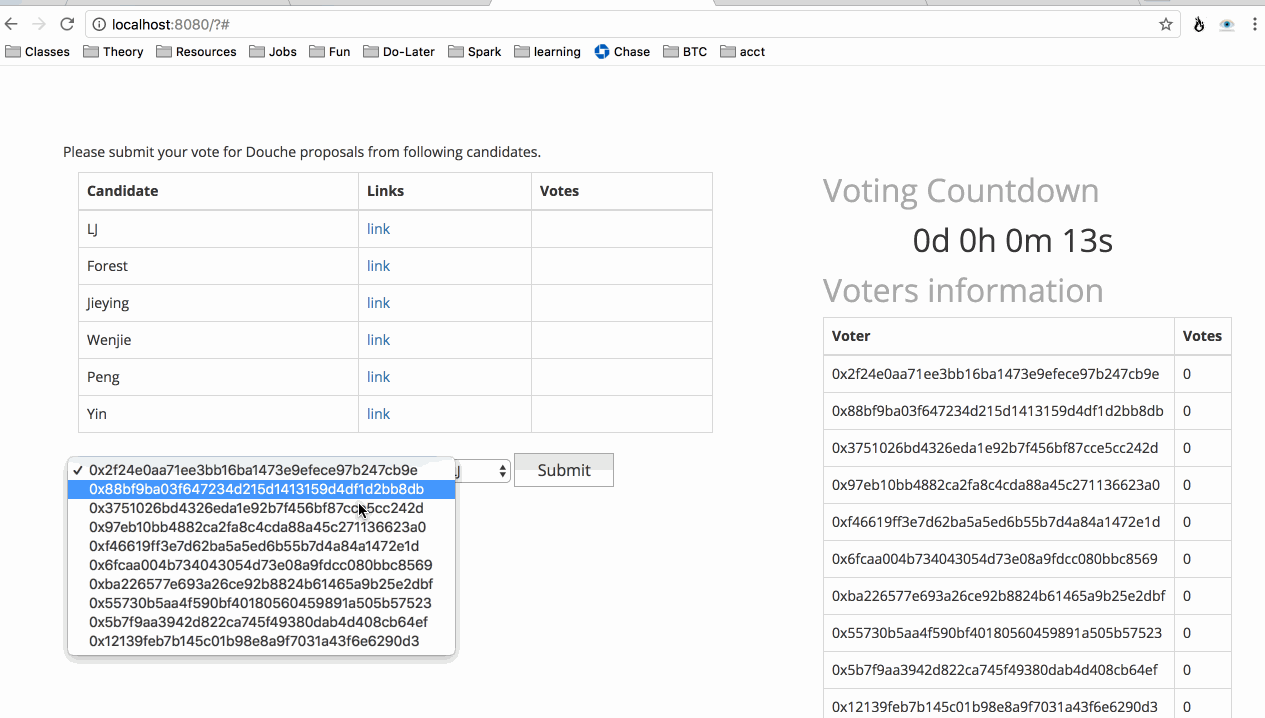 localhost:8080/?#
Classes Theory Resources Jobs Fun Do-Later Spark learning Chase BTC acct
Please submit your vote for Douche proposals from following candidates.
Candidate Links Votes
LJ link
Forest link
Jieying link
Wenjie link
Peng link
Yin link
0x2f24e0aa71ee3bb16ba1473e9efece97b247cb9e
0x88bf9ba03f647234d215d1413159d4df1d2bb8db
0x3751026bd4326eda1e92b7f456bf87cce5cc242d
0x97eb10bb4882ca2fa8c4cda88a45c271136623a0
0xf46619ff3e7d62ba5a5ed6b55b7d4a84a1472e1d
0x6fcaa004b734043054d73e08a9fdcc080bbc8569
0xba226577e693a26ce92b8824b61465a9b25e2dbf
0x55730b5aa4f590bf40180560459891a505b57523
0x5b7f9aa3942d822ca745f49380dab4d408cb64ef
0x12139feb7b145c01b98e8a9f7031a43f6e6290d3
Submit
Voting Countdown
0d 0h 0m 13s
Voters information
Voter Votes
0x2f24e0aa71ee3bb16ba1473e9efece97b247cb9e 0
0x88bf9ba03f647234d215d1413159d4df1d2bb8db 0
0x3751026bd4326eda1e92b7f456bf87cce5cc242d 0
0x97eb10bb4882ca2fa8c4cda88a45c271136623a0 0
0xf46619ff3e7d62ba5a5ed6b55b7d4a84a1472e1d 0
0x6fcaa004b734043054d73e08a9fdcc080bbc8569 0
0xba226577e693a26ce92b8824b61465a9b25e2dbf 0
0x55730b5aa4f590bf40180560459891a505b57523 0
0x5b7f9aa3942d822ca745f49380dab4d408cb64ef 0
0x12139feb7b145c01b98e8a9f7031a43f6e6290d3 0